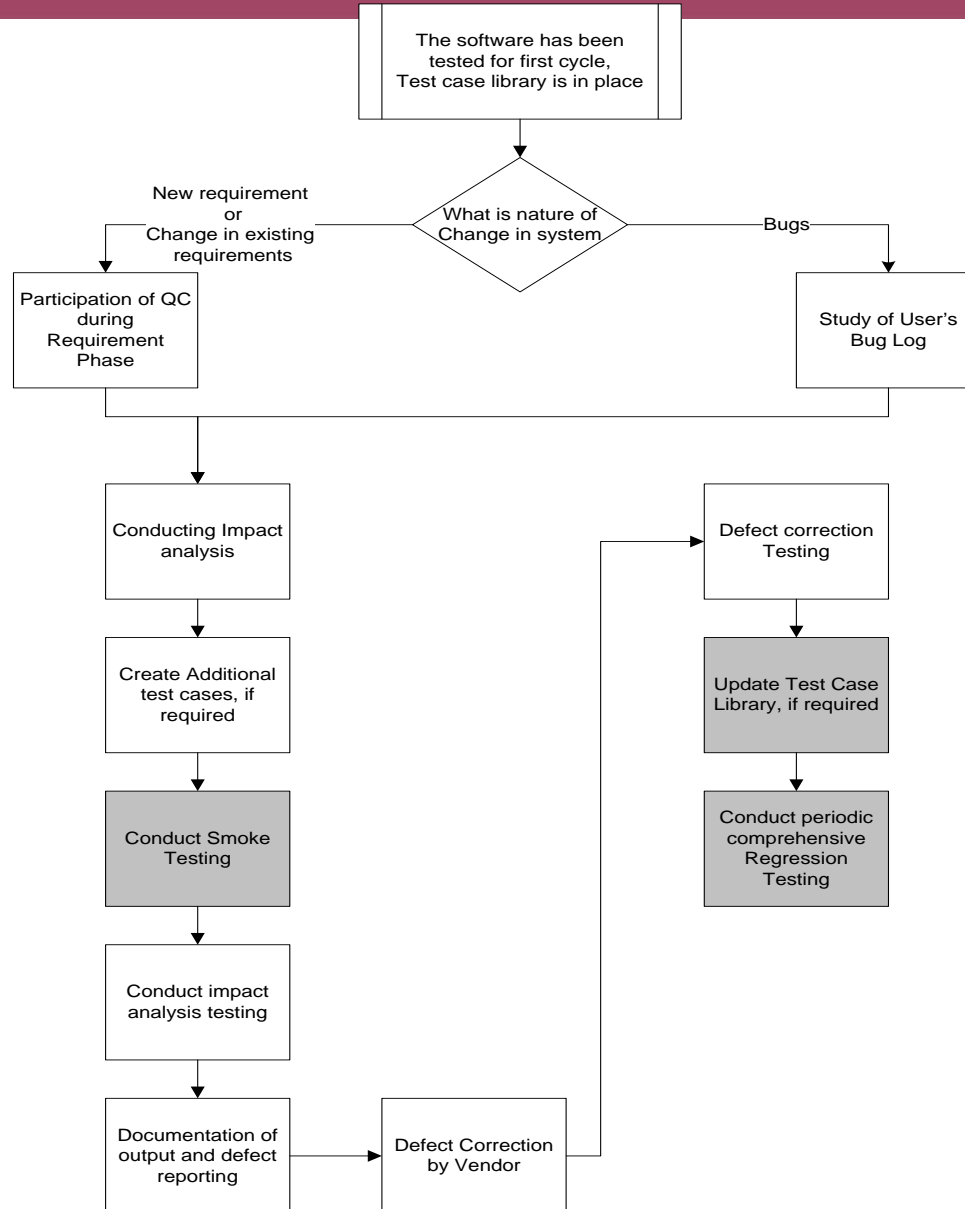 The software has been
tested for first cycle,
Test case library is in place
What is nature of
Change in system
New requirement
or
Change in existing
requirements
Bugs
Participation of QC
during
Requirement
Phase
Study of User's
Bug Log
Conducting Impact
analysis
Create Additional
test cases, if
required
Conduct Smoke
Testing
Conduct impact
analysis testing
Documentation of
output and defect
reporting
Defect Correction
by Vendor
Defect correction
Testing
Update Test Case
Library, if required
Conduct periodic
comprehensive
Regression
Testing